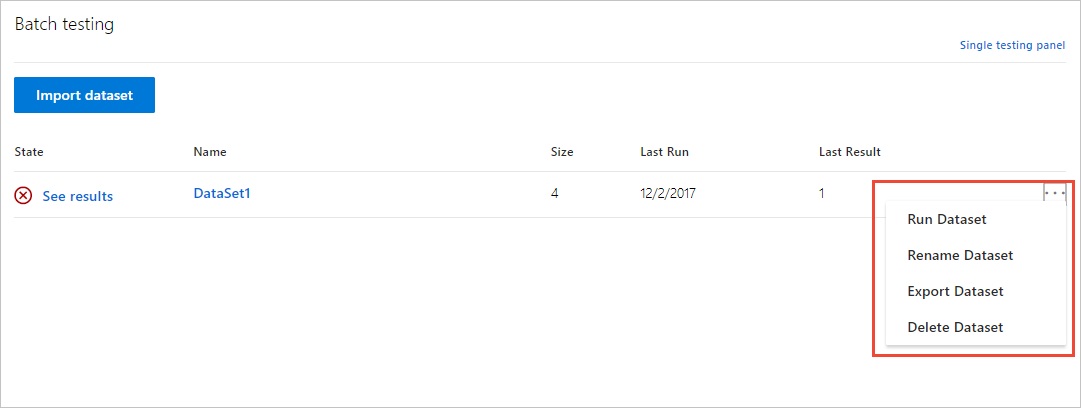 Batch testing
Single testing panel
Import dataset
State Name Size Last Run Last Result
See results DataSet1 4 12/2/2017 1 ...
Run Dataset
Rename Dataset
Export Dataset
Delete Dataset